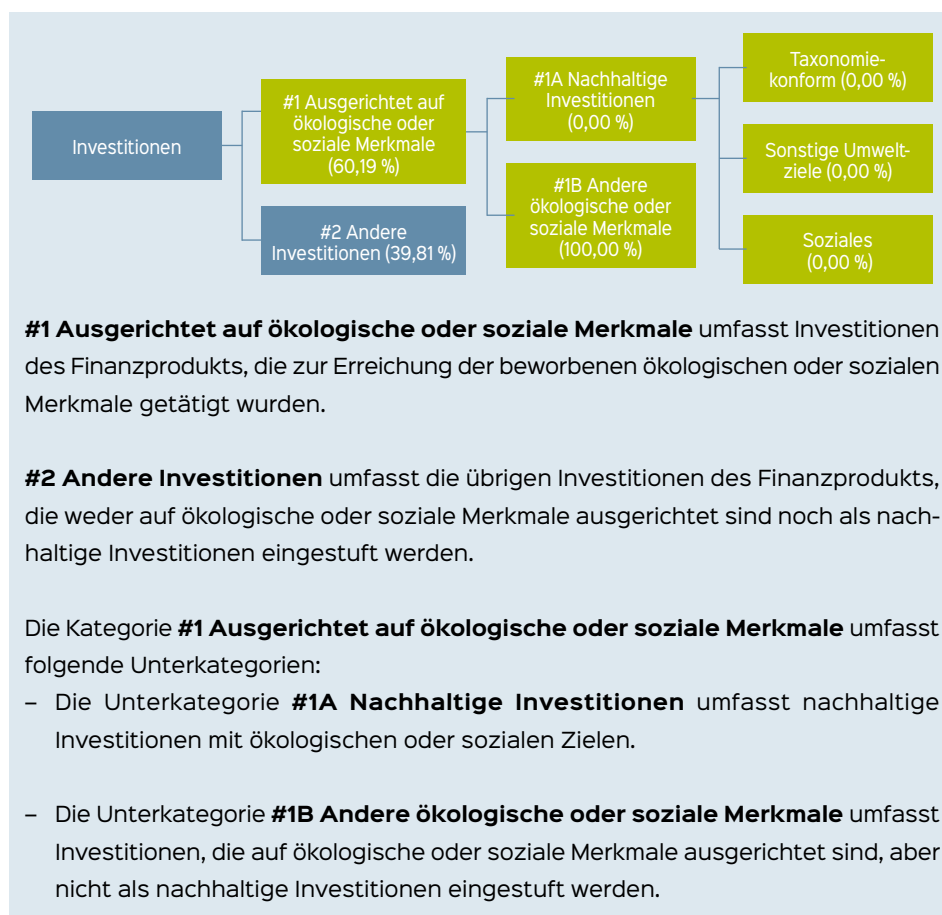 Investitionen
#1 Ausgerichtet auf
ökologische oder
soziale Merkmale
(60,19 %)
#2 Andere
Investitionen (39,81 %)
#1A Nachhaltige
Investitionen
(0,00 %)
#1B Andere
ökologische oder
soziale Merkmale
(100,00 %)
Taxonomie-
konform (0,00 %)
Sonstige Umwelt-
ziele (0,00 %)
Soziales
(0,00 %)
#1 Ausgerichtet auf ökologische oder soziale Merkmale umfasst Investitionen
des Finanzprodukts, die zur Erreichung der beworbenen ökologischen oder sozialen
Merkmale getätigt wurden.
#2 Andere Investitionen umfasst die übrigen Investitionen des Finanzprodukts,
die weder auf ökologische oder soziale Merkmale ausgerichtet sind noch als nach-
haltige Investitionen eingestuft werden.
Die Kategorie #1 Ausgerichtet auf ökologische oder soziale Merkmale umfasst
folgende Unterkategorien:
– Die Unterkategorie #1A Nachhaltige Investitionen umfasst nachhaltige
Investitionen mit ökologischen oder sozialen Zielen.
– Die Unterkategorie #1B Andere ökologische oder soziale Merkmale umfasst
Investitionen, die auf ökologische oder soziale Merkmale ausgerichtet sind, aber
nicht als nachhaltige Investitionen eingestuft werden.